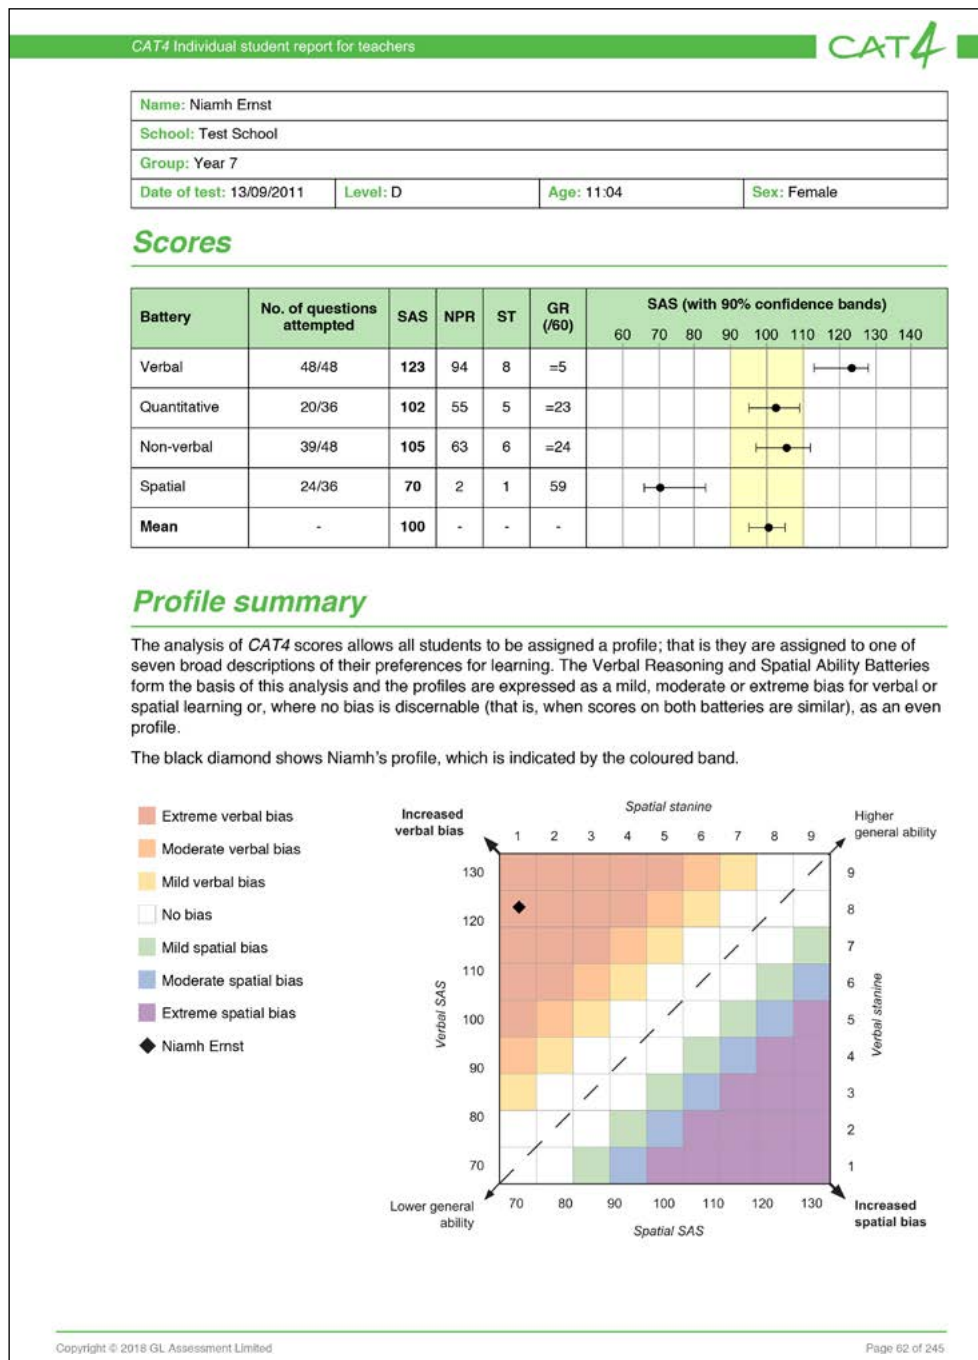 CAT4 Individual student report for teachers
CAT4
Name: Niamh Ernst
School: Test School
Group: Year 7
Date of test: 13/09/2011 Level: D Age: 11:04 Sex: Female
Scores
Battery No. of questions attempted SAS NPR ST GR (/60) SAS (with 90% confidence bands)
60 70 80 90 100 110 120 130 140
Verbal 48/48 123 94 8 =5
Quantitative 20/36 102 55 5 =23
Non-verbal 39/48 105 63 6 =24
Spatial 24/36 70 2 1 59
Mean - 100 - - -
Profile summary
The analysis of CAT4 scores allows all students to be assigned a profile; that is they are assigned to one of
seven broad descriptions of their preferences for learning. The Verbal Reasoning and Spatial Ability Batteries
form the basis of this analysis and the profiles are expressed as a mild, moderate or extreme bias for verbal or
spatial learning or, where no bias is discernable (that is, when scores on both batteries are similar), as an even
profile.
The black diamond shows Niamh's profile, which is indicated by the coloured band.
Extreme verbal bias
Moderate verbal bias
Mild verbal bias
No bias
Mild spatial bias
Moderate spatial bias
Extreme spatial bias
Niamh Ernst
Increased
verbal bias
Spatial stanine
1 2 3 4 5 6 7 8 9
Higher
general ability
Verbal SAS
130
120
110
100
90
80
70
9
8
7
6
5
4
3
2
1
Verbal stanine
Lower general
ability
70 80 90 100 110 120 130
Spatial SAS
Increased
spatial bias
Copyright © 2018 GL Assessment Limited
Page 62 of 245